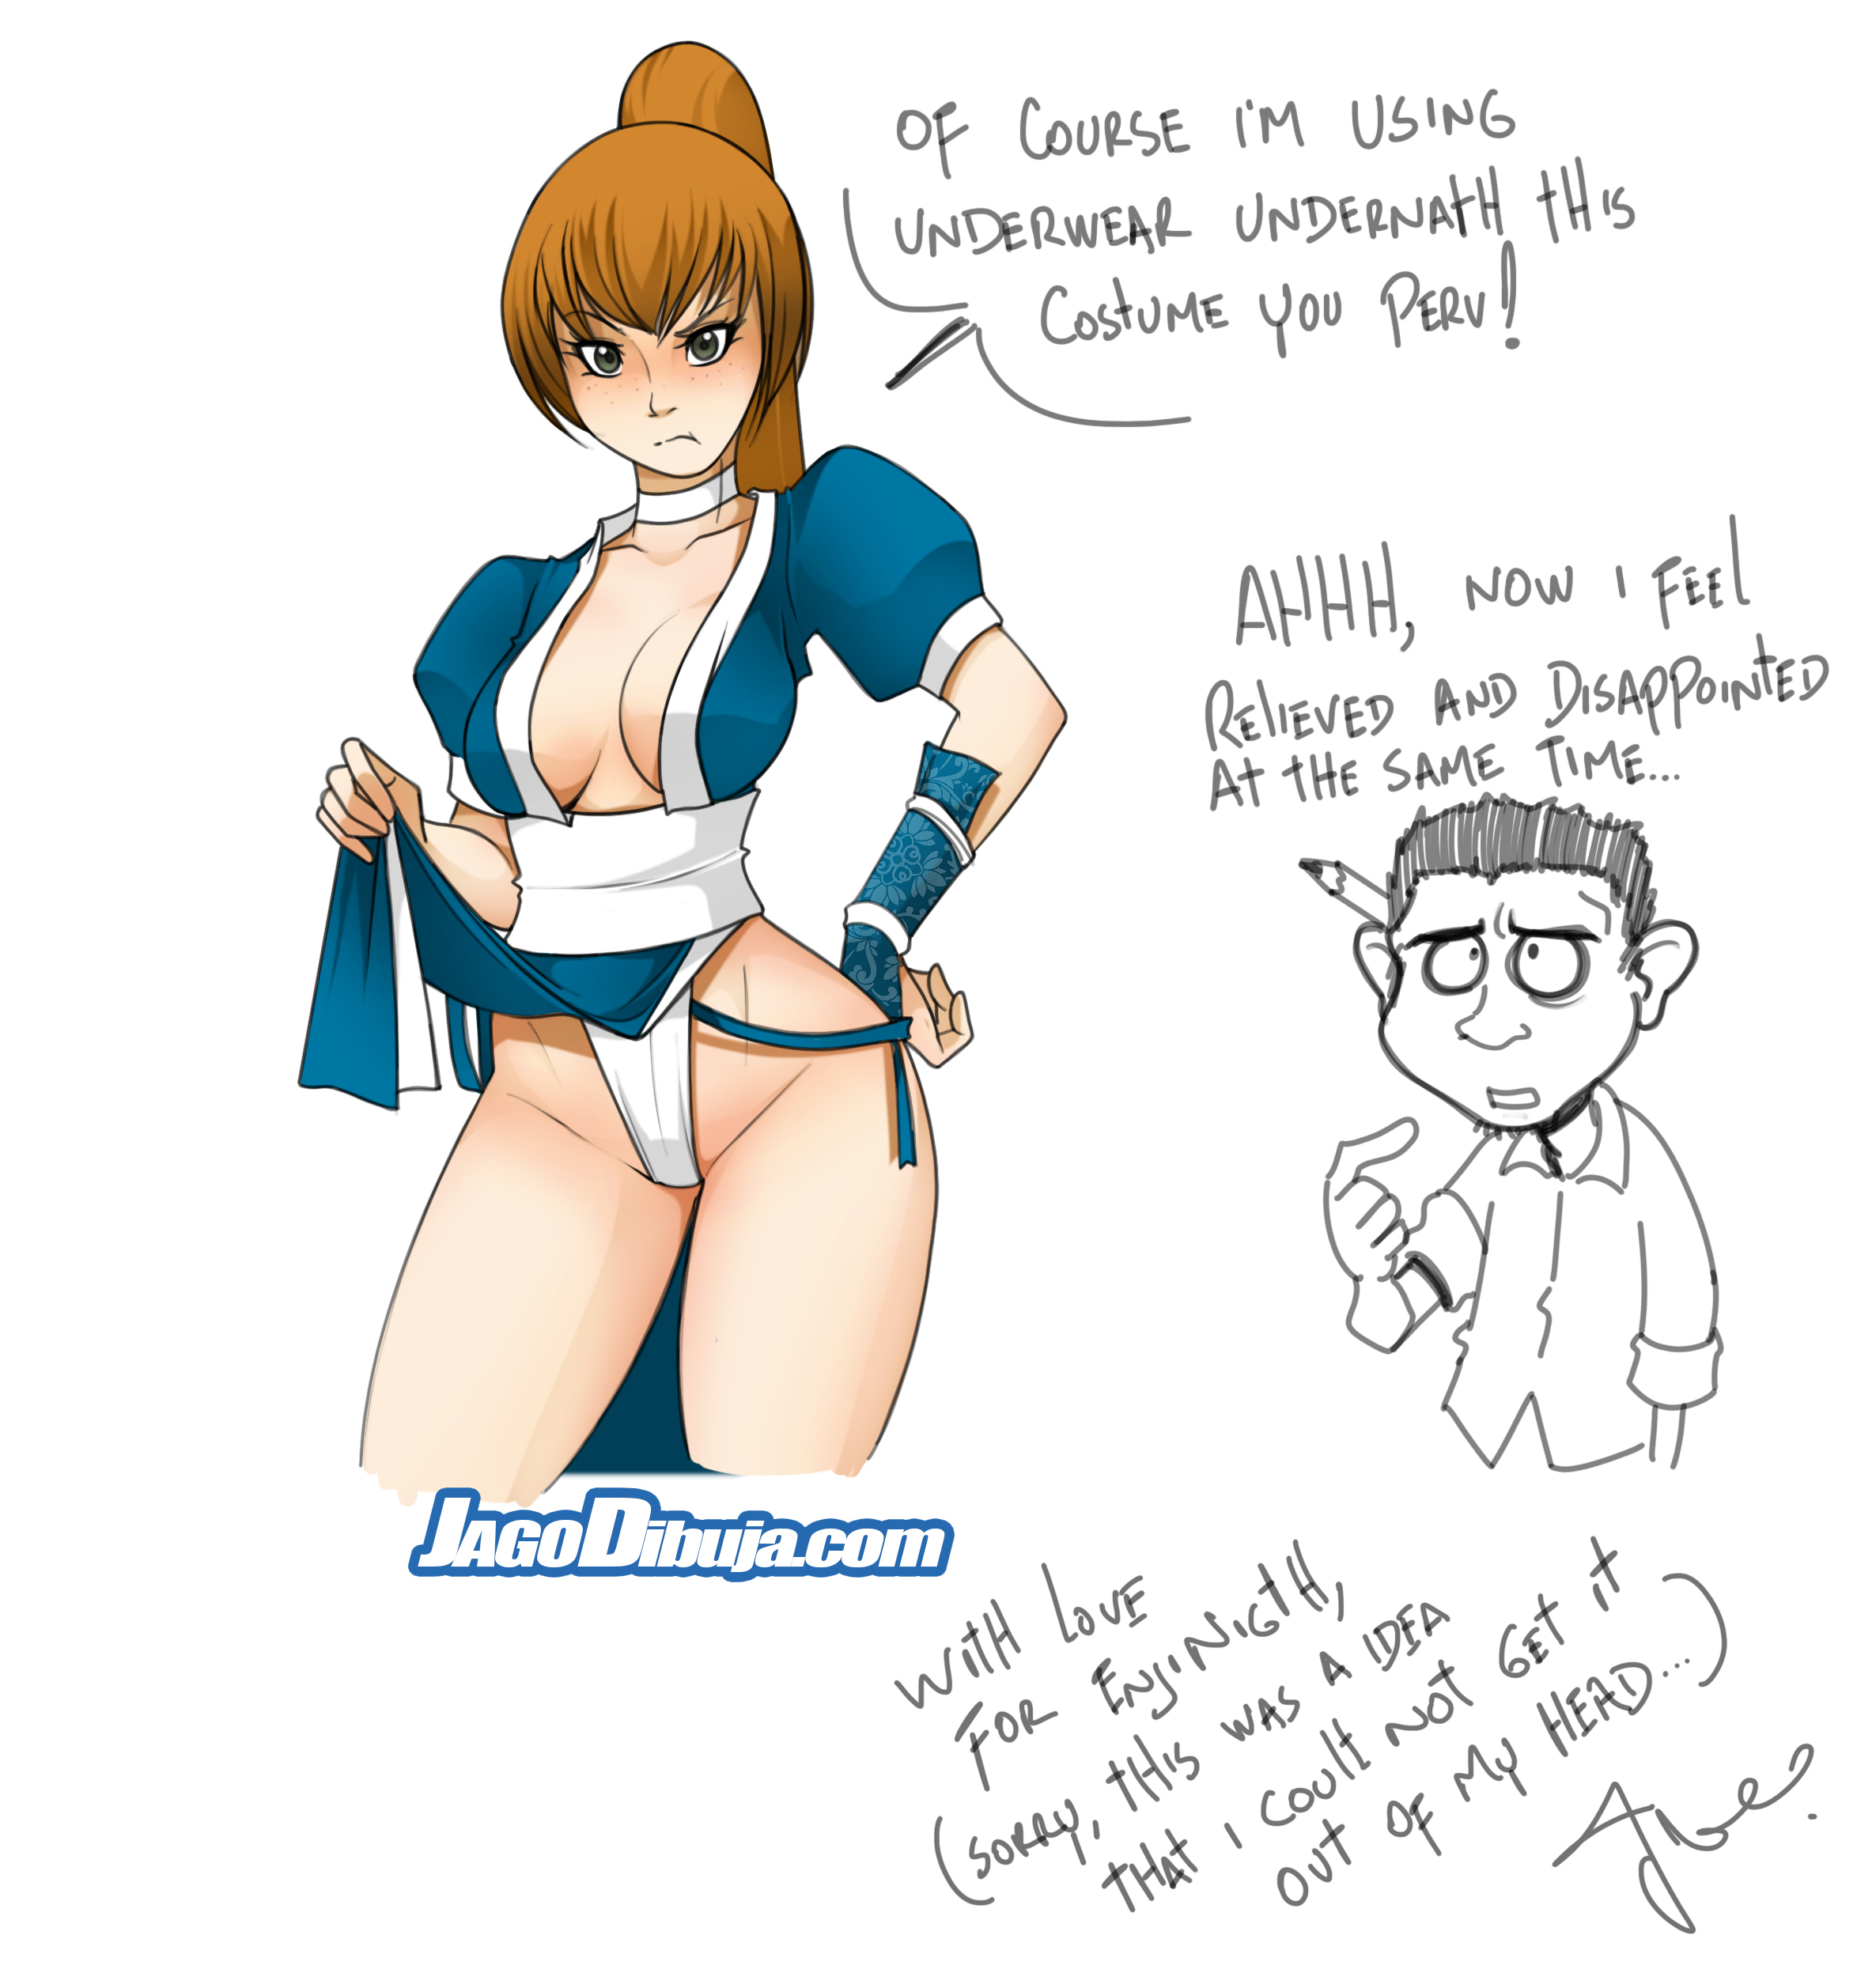 OF COURSE I'M USING
UNDERWEAR UNDERNATH THIS
COSTUME YOU PERV!
AHHH, NOW I FEEL
RELIEVED AND DISAPPOINTED
AT THE SAME TIME...
JAGODibuja.com
WITH LOVE
FOR ENJINIGTH,
(SORRY, THIS WAS A IDEA
THAT I COULD NOT GET IT
OUT OF MY HEAD...)